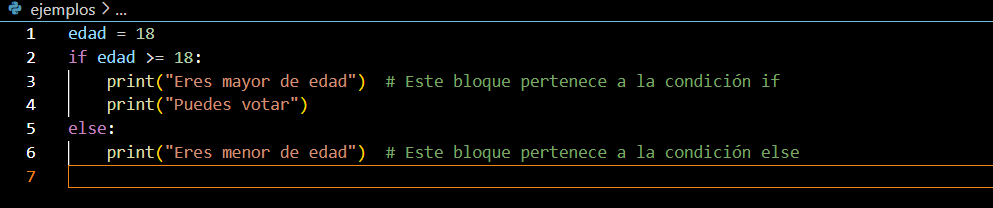 ejemplos > ...
1 edad = 18
2 if edad >= 18:
3     print("Eres mayor de edad")  # Este bloque pertenece a la condición if
4     print("Puedes votar")
5 else:
6     print("Eres menor de edad")  # Este bloque pertenece a la condición else
7